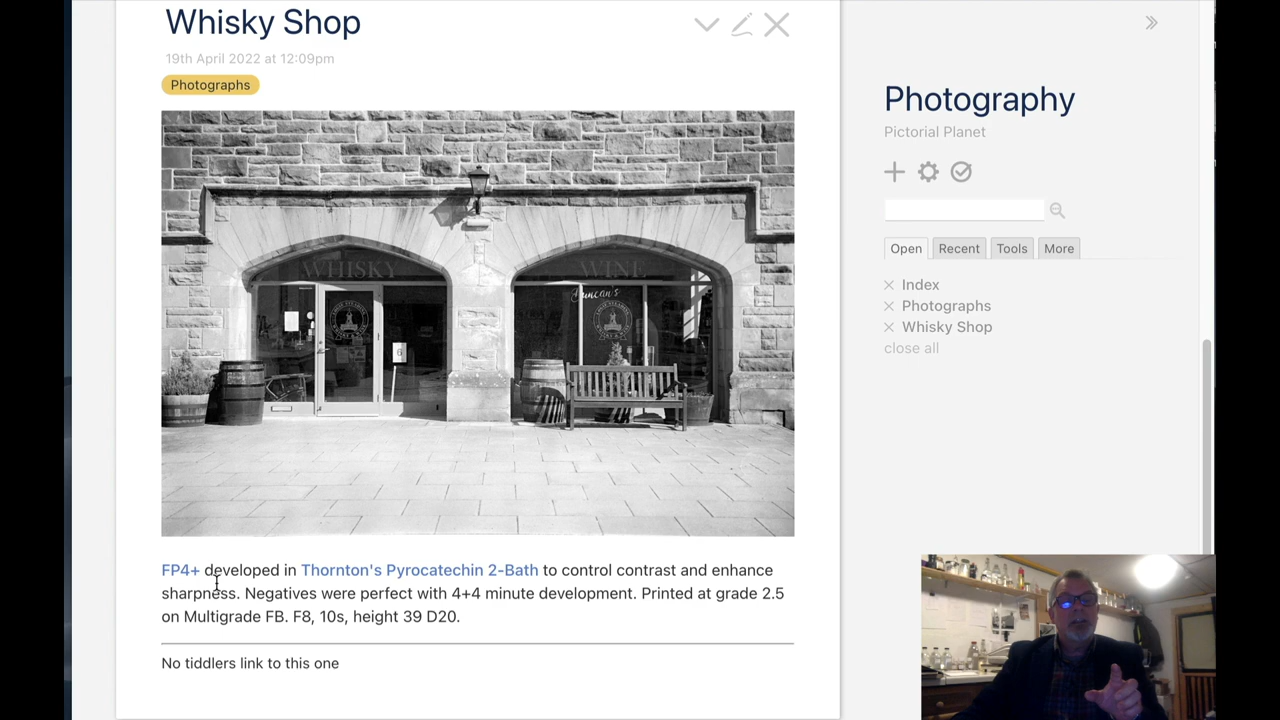 Whisky Shop
19th April 2022 at 12:09pm
Photographs
WHISKY
WINE
Duncan's
FP4+ developed in Thornton's Pyrocatechin 2-Bath to control contrast and enhance
sharpness. Negatives were perfect with 4+4 minute development. Printed at grade 2.5
on Multigrade FB. F8, 10s, height 39 D20.
No tiddlers link to this one
Photography
Pictorial Planet
Open
Recent
Tools
More
Index
Photographs
Whisky Shop
close all